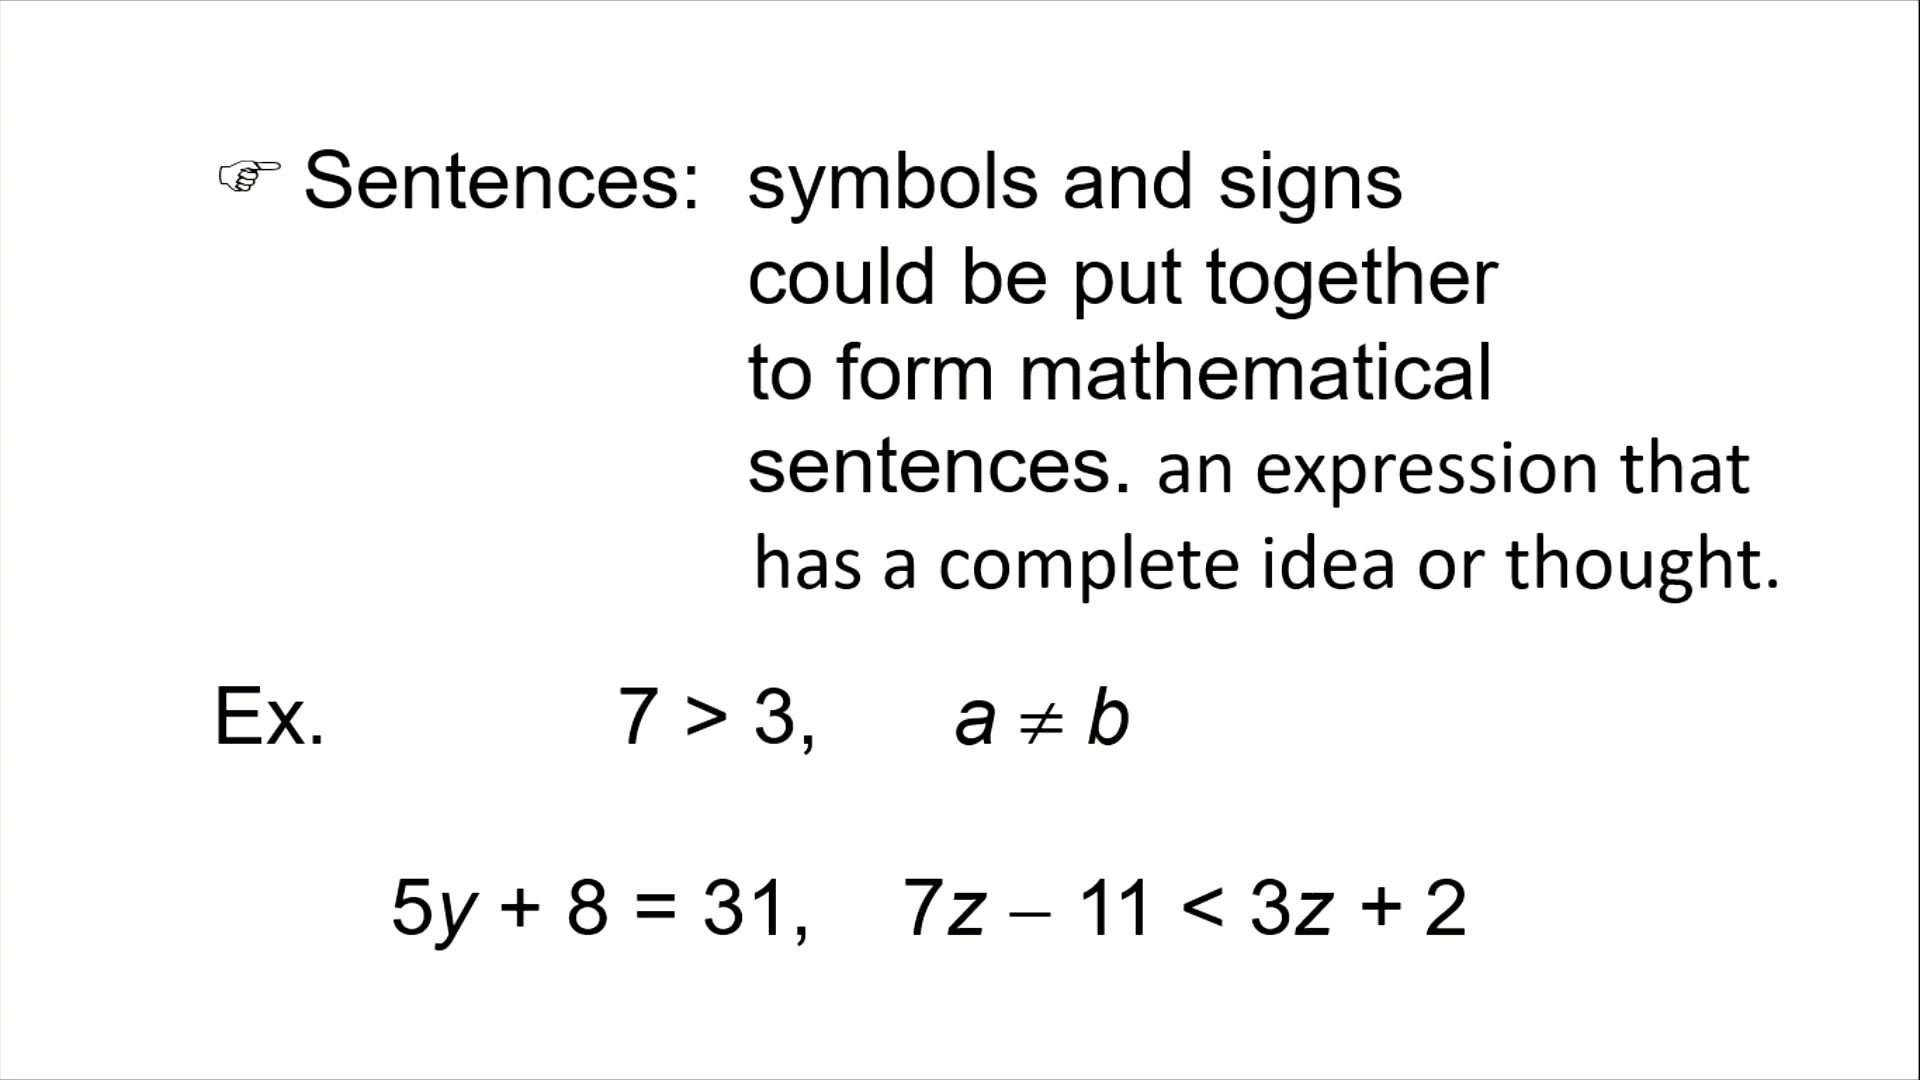 ☞ Sentences: symbols and signs
could be put together
to form mathematical
sentences. an expression that
has a complete idea or thought.
Ex. 7 > 3, a ≠ b
5y + 8 = 31, 7z – 11 < 3z + 2